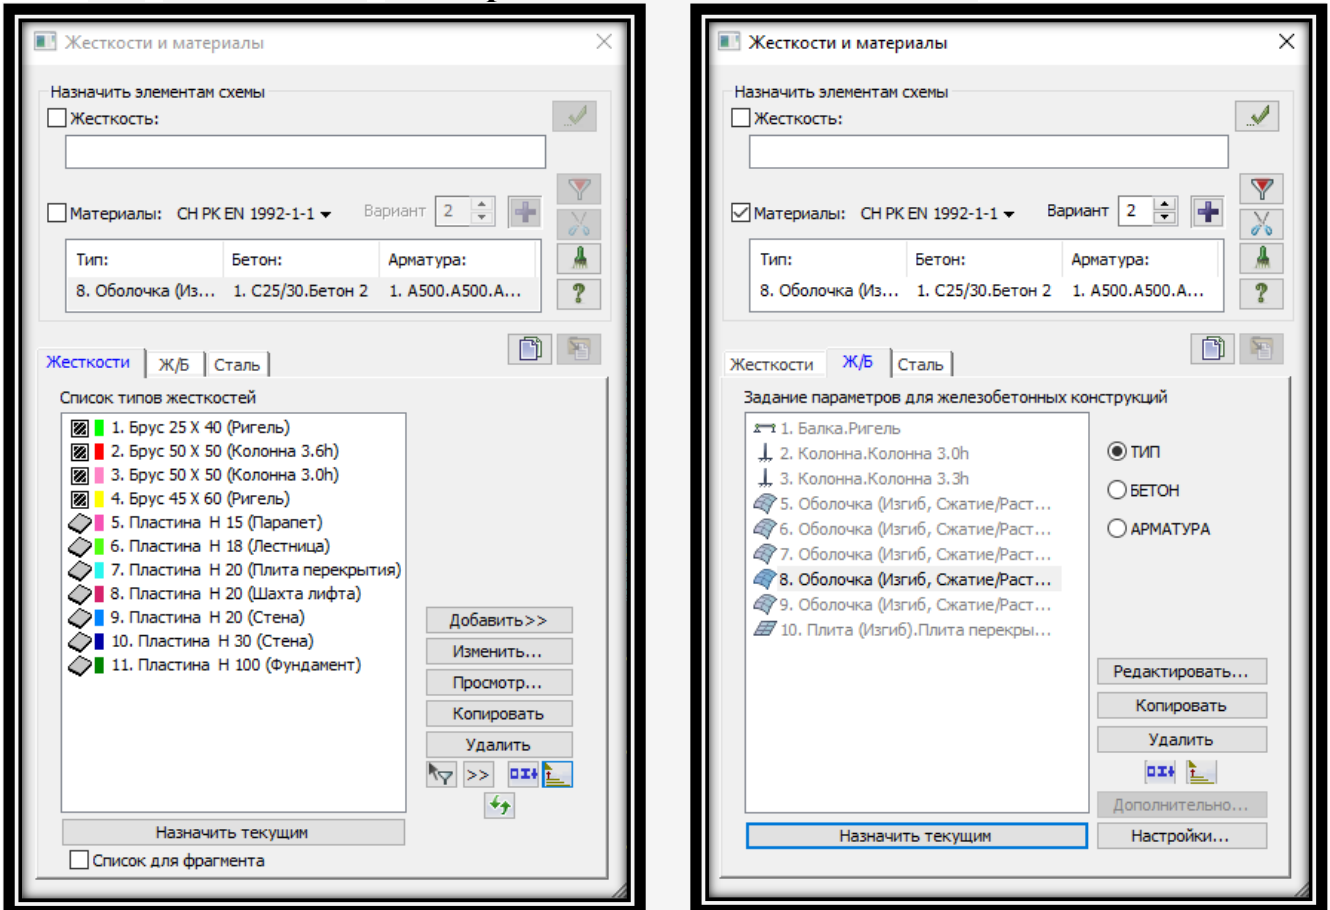 Жесткости и материалы
Назначить элементам схемы
Жесткость:
Материалы: СН РК EN 1992-1-1 Вариант 2
Тип: Бетон: Арматура:
8. Оболочка (Из... 1. C25/30.Бетон 2 1. A500.A500.A...
Жесткости Ж/Б Сталь
Список типов жесткостей
1. Брус 25 X 40 (Ригель)
2. Брус 50 X 50 (Колонна 3.6h)
3. Брус 50 X 50 (Колонна 3.0h)
4. Брус 45 X 60 (Ригель)
5. Пластина H 15 (Парапет)
6. Пластина H 18 (Лестница)
7. Пластина H 20 (Плита перекрытия)
8. Пластина H 20 (Шахта лифта)
9. Пластина H 20 (Стена)
10. Пластина H 30 (Стена)
11. Пластина H 100 (Фундамент)
Добавить>>
Изменить...
Просмотр...
Копировать
Удалить
>>
Назначить текущим
Список для фрагмента
Жесткости и материалы
Назначить элементам схемы
Жесткость:
Материалы: СН РК EN 1992-1-1 Вариант 2
Тип: Бетон: Арматура:
8. Оболочка (Из... 1. C25/30.Бетон 2 1. A500.A500.A...
Жесткости Ж/Б Сталь
Задание параметров для железобетонных конструкций
1. Балка.Ригель
2. Колонна.Колонна 3.0h
3. Колонна.Колонна 3.3h
5. Оболочка (Изгиб, Сжатие/Раст...
6. Оболочка (Изгиб, Сжатие/Раст...
7. Оболочка (Изгиб, Сжатие/Раст...
8. Оболочка (Изгиб, Сжатие/Раст...
9. Оболочка (Изгиб, Сжатие/Раст...
10. Плита (Изгиб).Плита перекры...
ТИП
БЕТОН
АРМАТУРА
Редактировать...
Копировать
Удалить
Дополнительно...
Назначить текущим
Настройки...